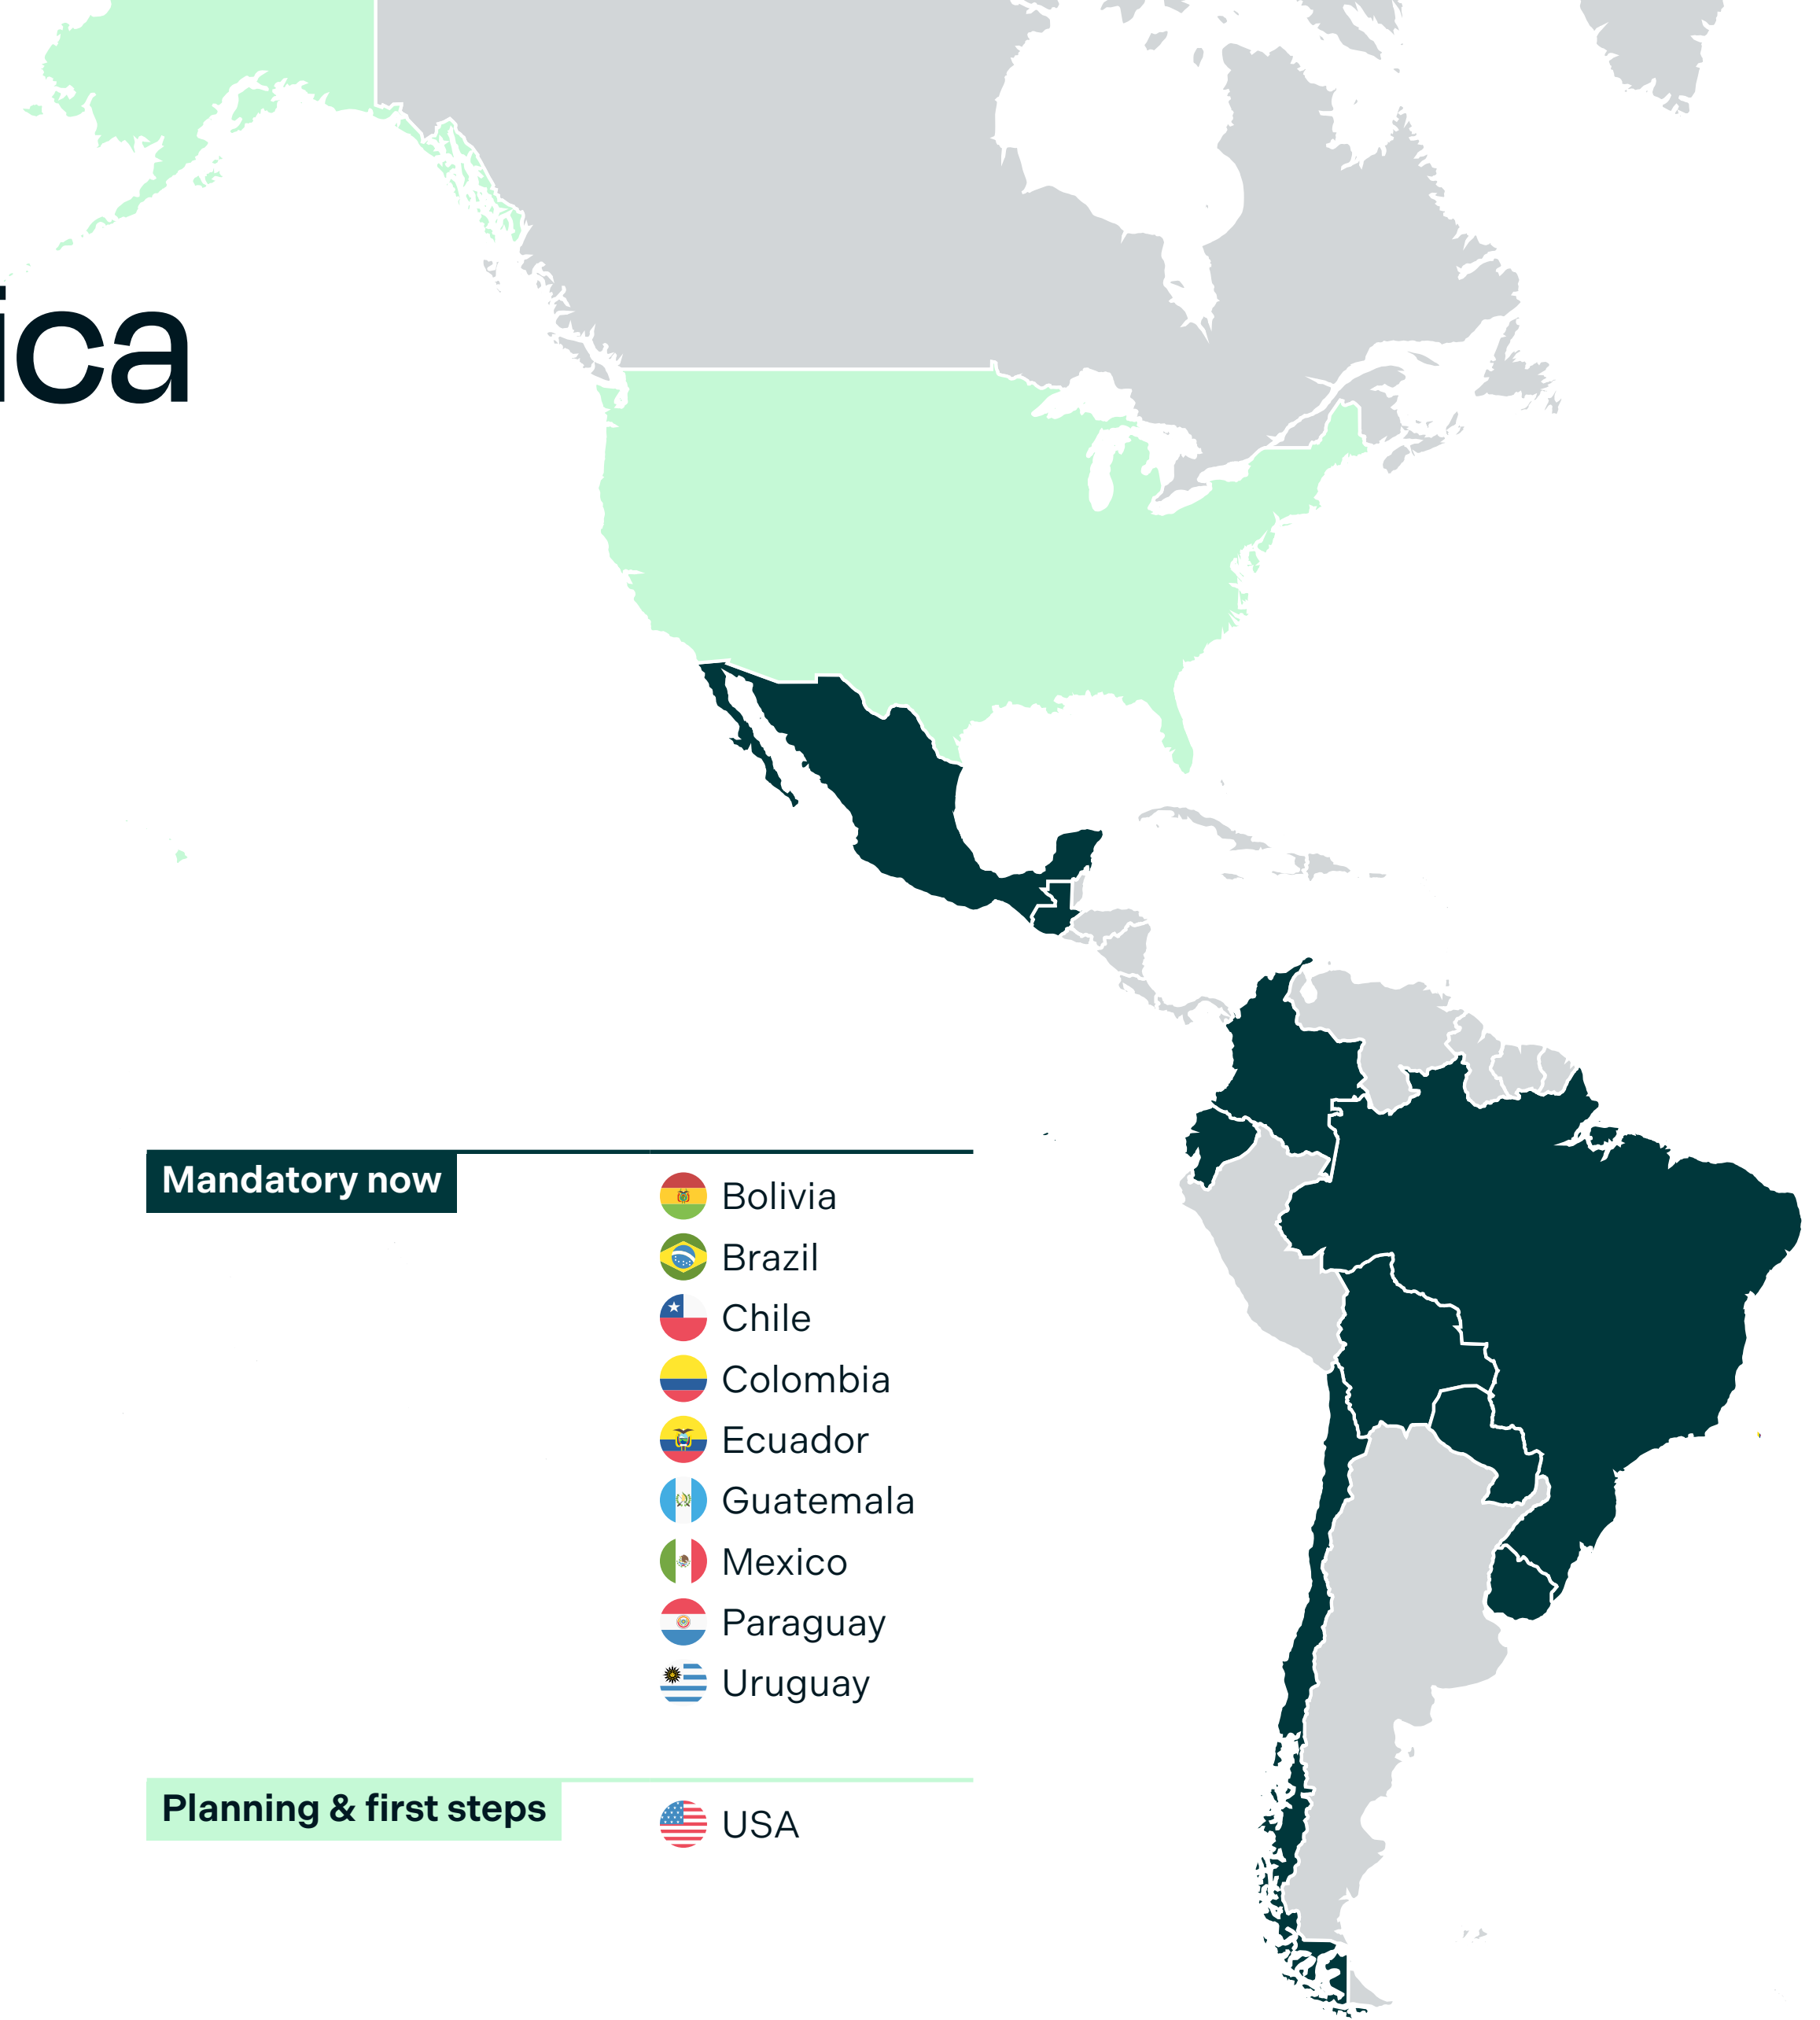 ica
Mandatory now
Bolivia
Brazil
Chile
Colombia
Ecuador
Guatemala
Mexico
Paraguay
Uruguay
Planning & first steps
USA